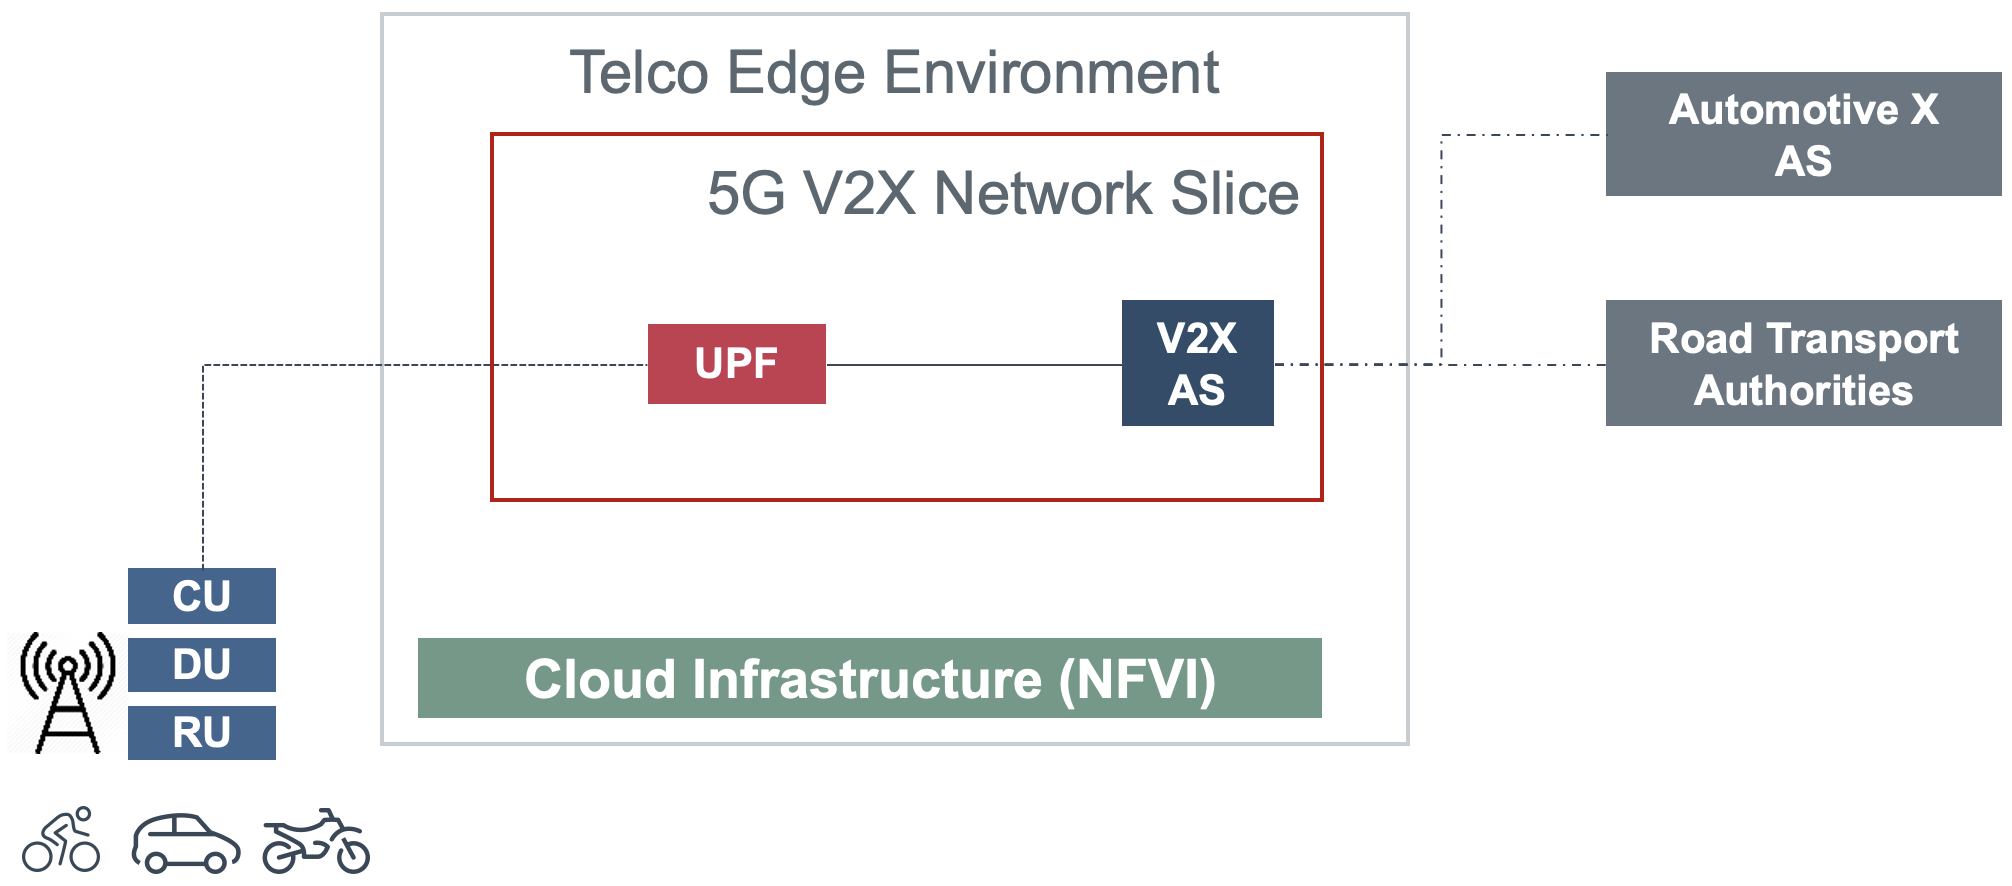 Telco Edge Environment
5G V2X Network Slice
UPF
V2X
AS
Automotive X
AS
Road Transport
Authorities
CU
DU
RU
Cloud Infrastructure (NFVI)